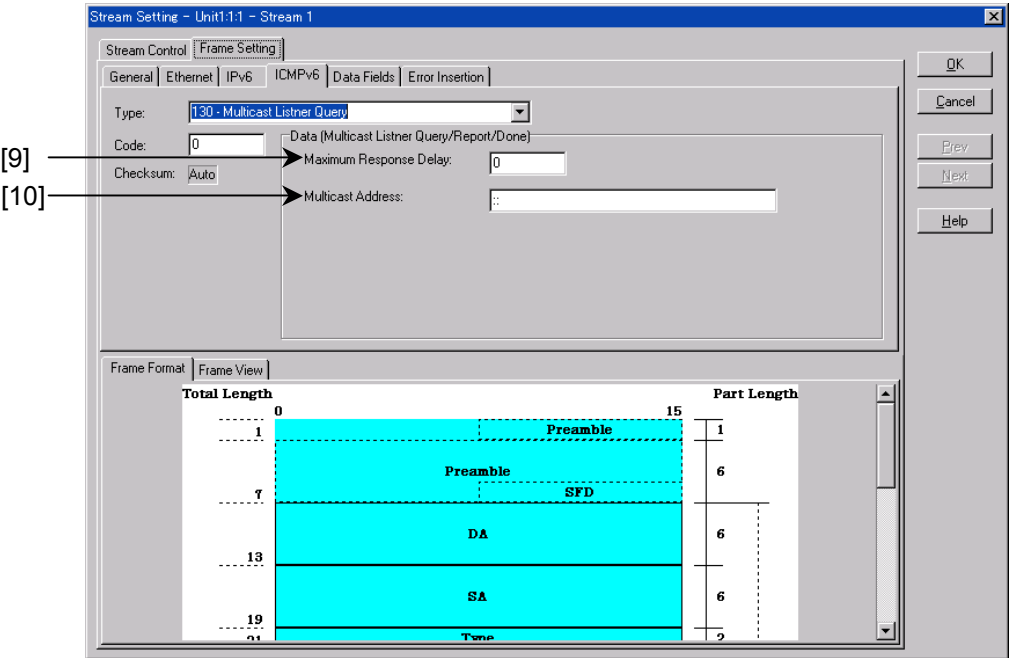 Stream Setting - Unit1:1:1 - Stream 1
Stream Control Frame Setting
OK
General Ethernet IPv6 ICMPv6 Data Fields Error Insertion
Cancel
Type: 130 - Multicast Listner Query
Code: 0
Data (Multicast Listner Query/Report/Done)
Prev
[9]
Maximum Response Delay: 0
Checksum: Auto
Next
[10]
Multicast Address: ::
Help
Frame Format Frame View
Total Length
Part Length
0 15
1 Preamble 1
Preamble 6
7 SFD
DA 6
13
SA 6
19
21 Type 2